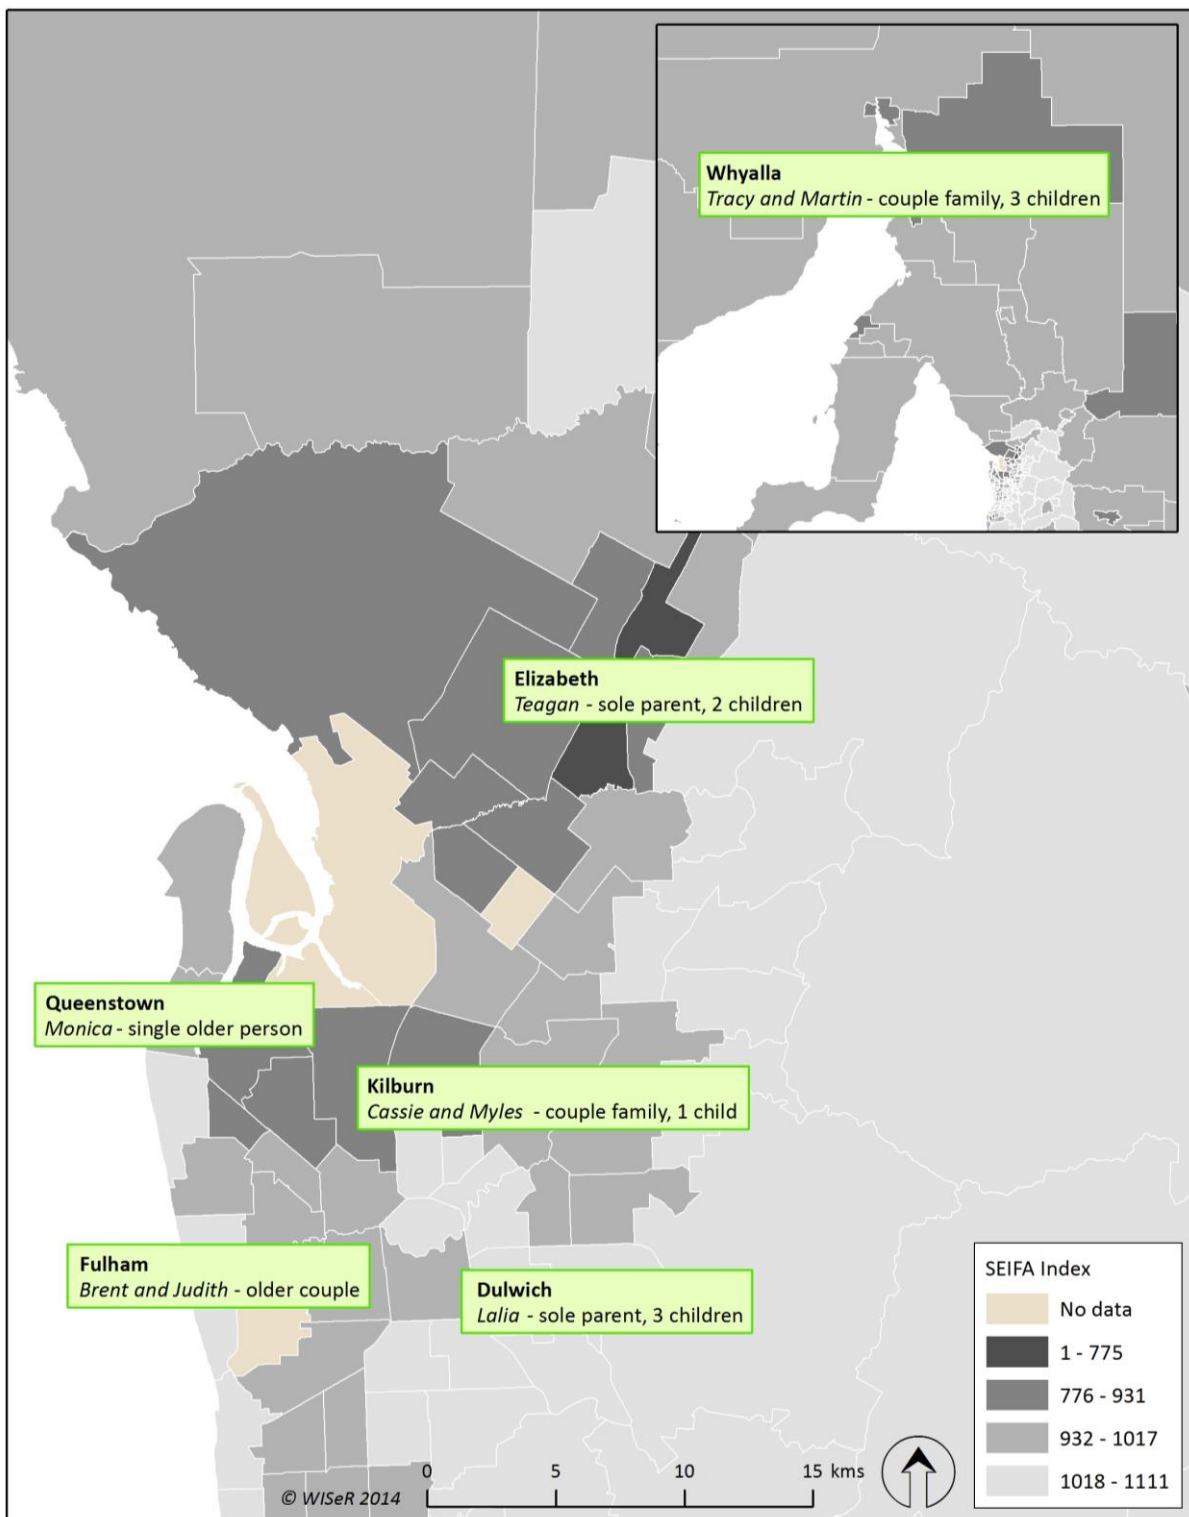 Whyalla
Tracy and Martin - couple family, 3 children
Elizabeth
Teagan - sole parent, 2 children
Queenstown
Monica - single older person
Kilburn
Cassie and Myles - couple family, 1 child
Fulham
Brent and Judith - older couple
Dulwich
Lalia - sole parent, 3 children
SEIFA Index
No data
1 - 775
776 - 931
932 - 1017
1018 - 1111
0 5 10 15 kms
© WISeR 2014